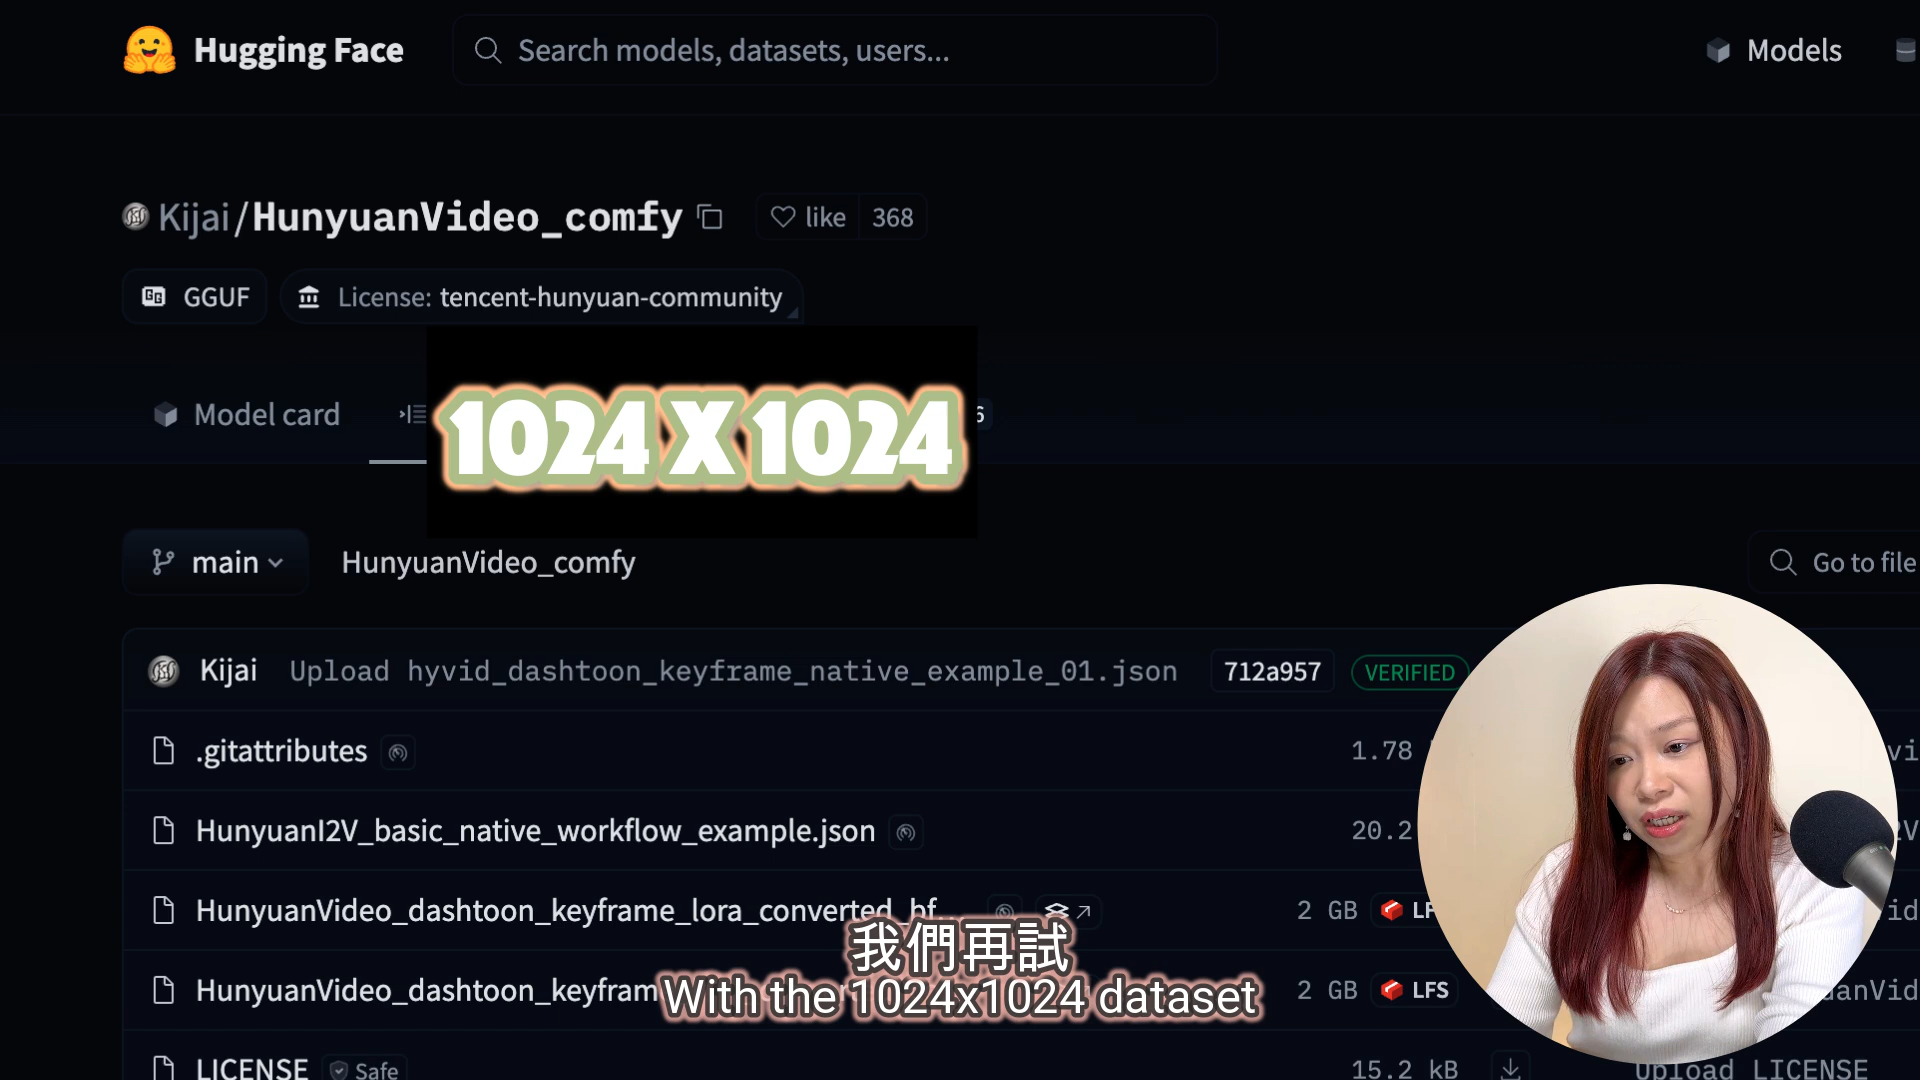 Hugging Face
Search models, datasets, users...
Models
Kijai/HunyuanVideo_comfy
like 368
GGUF
License: tencent-hunyuan-community
Model card
1024 X 1024
6
main
HunyuanVideo_comfy
Go to file
Kijai Upload hyvid_dashtoon_keyframe_native_example_01.json 712a957 VERIFIED
.gitattributes 1.78
HunyuanI2V_basic_native_workflow_example.json 20.2
HunyuanVideo_dashtoon_keyframe_lora_converted_bf... 2 GB LF
我們再試
HunyuanVideo_dashtoon_keyfram 2 GB LFS
With the 1024x1024 dataset
LICENSE Safe 15.2 kB Upload LICENSE